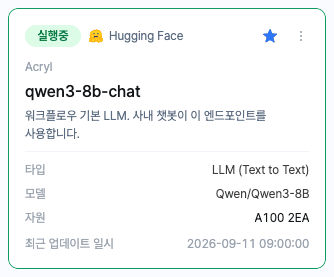 실행중 Hugging Face
Acryl
qwen3-8b-chat
워크플로우 기본 LLM. 사내 챗봇이 이 엔드포인트를
사용합니다.
타입 LLM (Text to Text)
모델 Qwen/Qwen3-8B
자원 A100 2EA
최근 업데이트 일시 2026-09-11 09:00:00